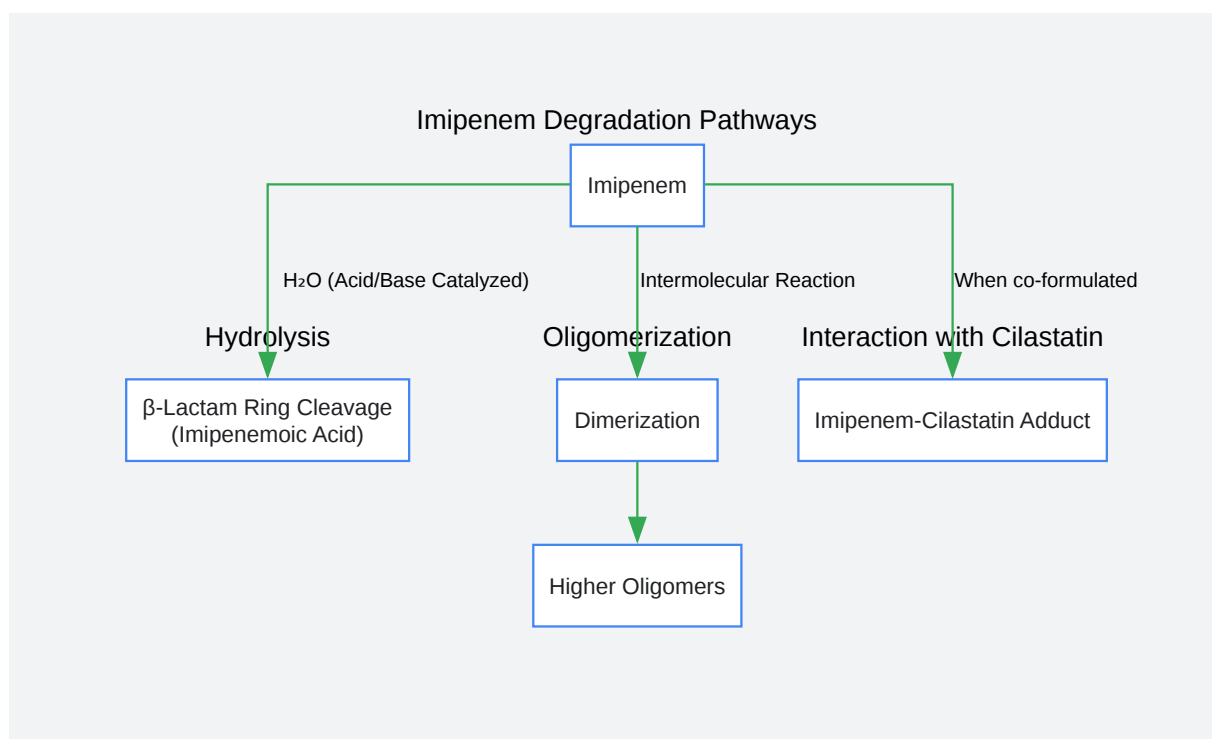 Imipenem Degradation Pathways
Imipenem
H₂O (Acid/Base Catalyzed)
Intermolecular Reaction
When co-formulated
Hydrolysis
Oligomerization
Interaction with Cilastatin
β-Lactam Ring Cleavage
(Imipenemoic Acid)
Dimerization
Imipenem-Cilastatin Adduct
Higher Oligomers